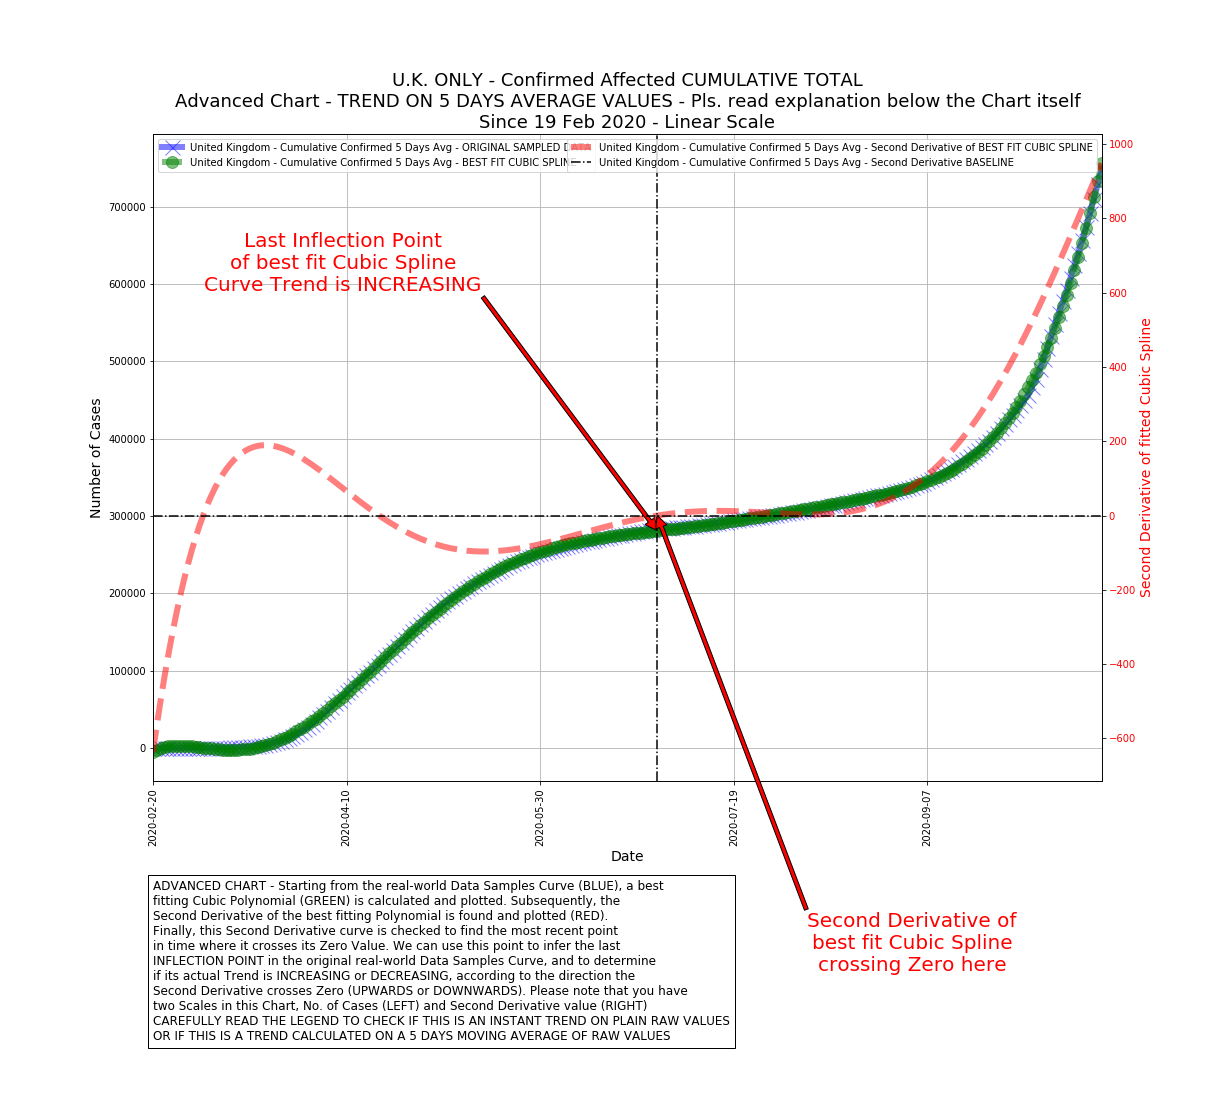 U.K. ONLY - Confirmed Affected CUMULATIVE TOTAL
Advanced Chart - TREND ON 5 DAYS AVERAGE VALUES - Pls. read explanation below the Chart itself
Since 19 Feb 2020 - Linear Scale
United Kingdom - Cumulative Confirmed 5 Days Avg - ORIGINAL SAMPLED
United Kingdom - Cumulative Confirmed 5 Days Avg - BEST FIT CUBIC SPLINE
United Kingdom - Cumulative Confirmed 5 Days Avg - Second Derivative of BEST FIT CUBIC SPLINE
United Kingdom - Cumulative Confirmed 5 Days Avg - Second Derivative BASELINE
Last Inflection Point
of best fit Cubic Spline
Curve Trend is INCREASING
Number of Cases
700000
600000
500000
400000
300000
200000
100000
0
1000
800
600
400
200
0
−200
−400
−600
Second Derivative of fitted Cubic Spline
2020-02-20
2020-04-10
2020-05-30
2020-07-19
2020-09-07
Date
Second Derivative of
best fit Cubic Spline
crossing Zero here
ADVANCED CHART - Starting from the real-world Data Samples Curve (BLUE), a best
fitting Cubic Polynomial (GREEN) is calculated and plotted. Subsequently, the
Second Derivative of the best fitting Polynomial is found and plotted (RED).
Finally, this Second Derivative curve is checked to find the most recent point
in time where it crosses its Zero Value. We can use this point to infer the last
INFLECTION POINT in the original real-world Data Samples Curve, and to determine
if its actual Trend is INCREASING or DECREASING, according to the direction the
Second Derivative crosses Zero (UPWARDS or DOWNWARDS). Please note that you have
two Scales in this Chart, No. of Cases (LEFT) and Second Derivative value (RIGHT)
CAREFULLY READ THE LEGEND TO CHECK IF THIS IS AN INSTANT TREND ON PLAIN RAW VALUES
OR IF THIS IS A TREND CALCULATED ON A 5 DAYS MOVING AVERAGE OF RAW VALUES